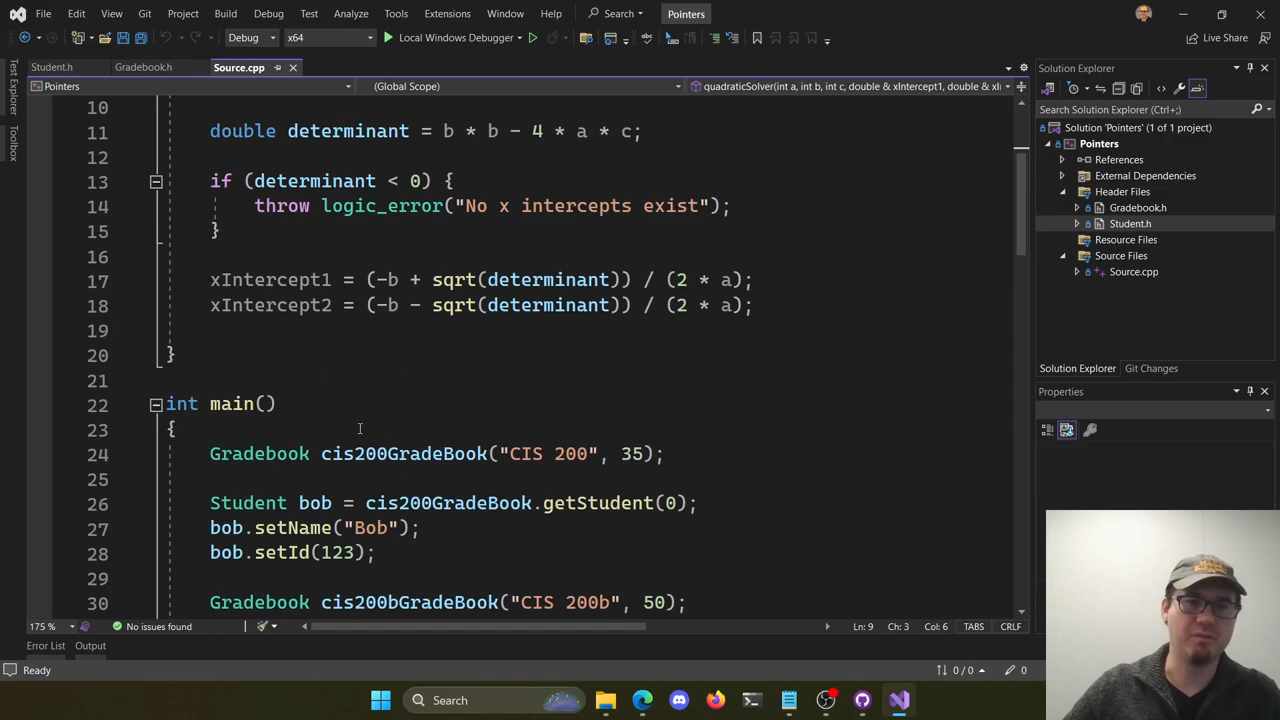 File Edit View Git Project Build Debug Test Analyze Tools Extensions Window Help Search Pointers
Debug x64 Local Windows Debugger Live Share
Test Explorer
Toolbox
Student.h Gradebook.h Source.cpp
Pointers (Global Scope) quadraticSolver(int a, int b, int c, double & xIntercept1, double & xI
10
11 double determinant = b * b - 4 * a * c;
12
13 if (determinant < 0) {
14 throw logic_error("No x intercepts exist");
15 }
16
17 xIntercept1 = (-b + sqrt(determinant)) / (2 * a);
18 xIntercept2 = (-b - sqrt(determinant)) / (2 * a);
19
20 }
21
22 int main()
23 {
24 Gradebook cis200GradeBook("CIS 200", 35);
25
26 Student bob = cis200GradeBook.getStudent(0);
27 bob.setName("Bob");
28 bob.setId(123);
29
30 Gradebook cis200bGradeBook("CIS 200b", 50);
175 % No issues found Ln: 9 Ch: 3 Col: 6 TABS CRLF
Error List Output
Ready 0 / 0 0
Solution Explorer
Search Solution Explorer (Ctrl+;)
Solution 'Pointers' (1 of 1 project)
Pointers
References
External Dependencies
Header Files
Gradebook.h
Student.h
Resource Files
Source Files
Source.cpp
Solution Explorer Git Changes
Properties
Search